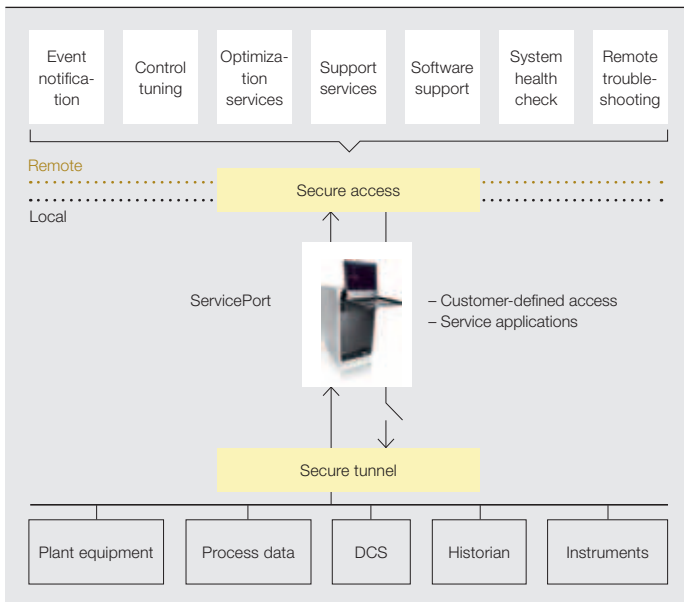 Event
notifica-
tion
Control
tuning
Optimiza-
tion
services
Support
services
Software
support
System
health
check
Remote
trouble-
shooting
Remote
Secure access
Local
ServicePort
– Customer-defined access
– Service applications
Secure tunnel
Plant equipment
Process data
DCS
Historian
Instruments